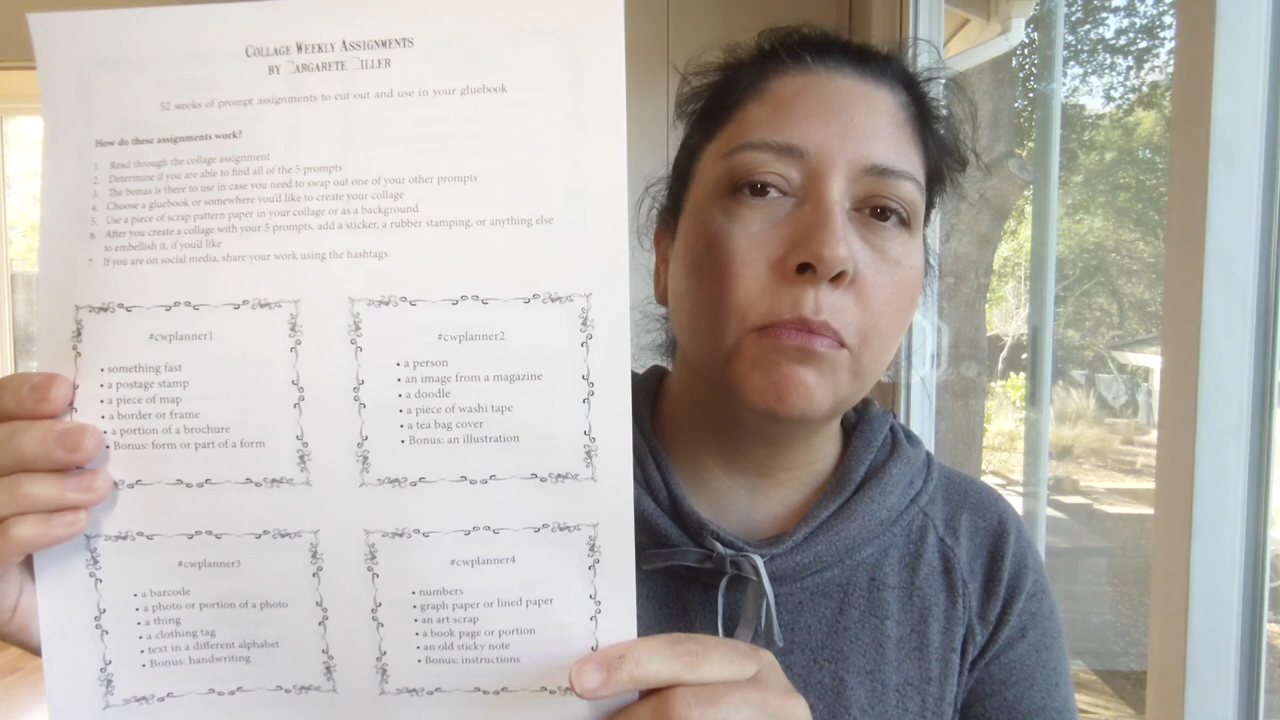 COLLAGE WEEKLY ASSIGNMENTS
BY ARGARETE ILLER
52 weeks of prompt assignments to cut out and use in your gluebook
How do these assignments work?
1. Read through the collage assignment
2. Determine if you are able to find all of the 5 prompts
3. The bonus is there to use in case you need to swap out one of your other prompts
4. Choose a gluebook or somewhere you'd like to create your collage
5. Use a piece of scrap pattern paper in your collage or as a background
6. After you create a collage with your 5 prompts, add a sticker, a rubber stamping, or anything else
to embellish it, if you'd like
7. If you are on social media, share your work using the hashtags.
#cwplanner1
• something fast
• a postage stamp
• a piece of map
• a border or frame
• a portion of a brochure
• Bonus: form or part of a form
#cwplanner2
• a person
• an image from a magazine
• a doodle
• a piece of washi tape
• a tea bag cover
• Bonus: an illustration
#cwplanner3
• a barcode
• a photo or portion of a photo
• a thing
• a clothing tag
• text in a different alphabet
• Bonus: handwriting
#cwplanner4
• numbers
• graph paper or lined paper
• an art scrap
• a book page or portion
• an old sticky note
• Bonus: instructions